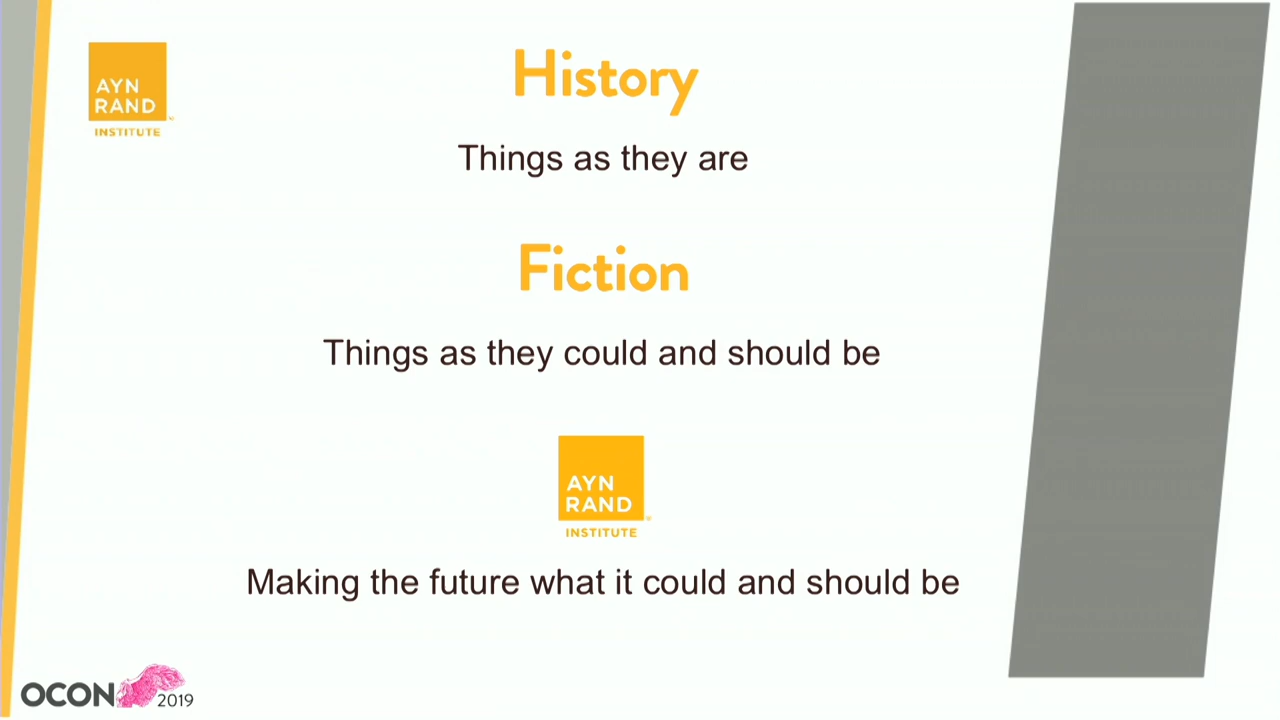 AYN
RAND
INSTITUTE
History
Things as they are
Fiction
Things as they could and should be
AYN
RAND
INSTITUTE
Making the future what it could and should be
OCON 2019